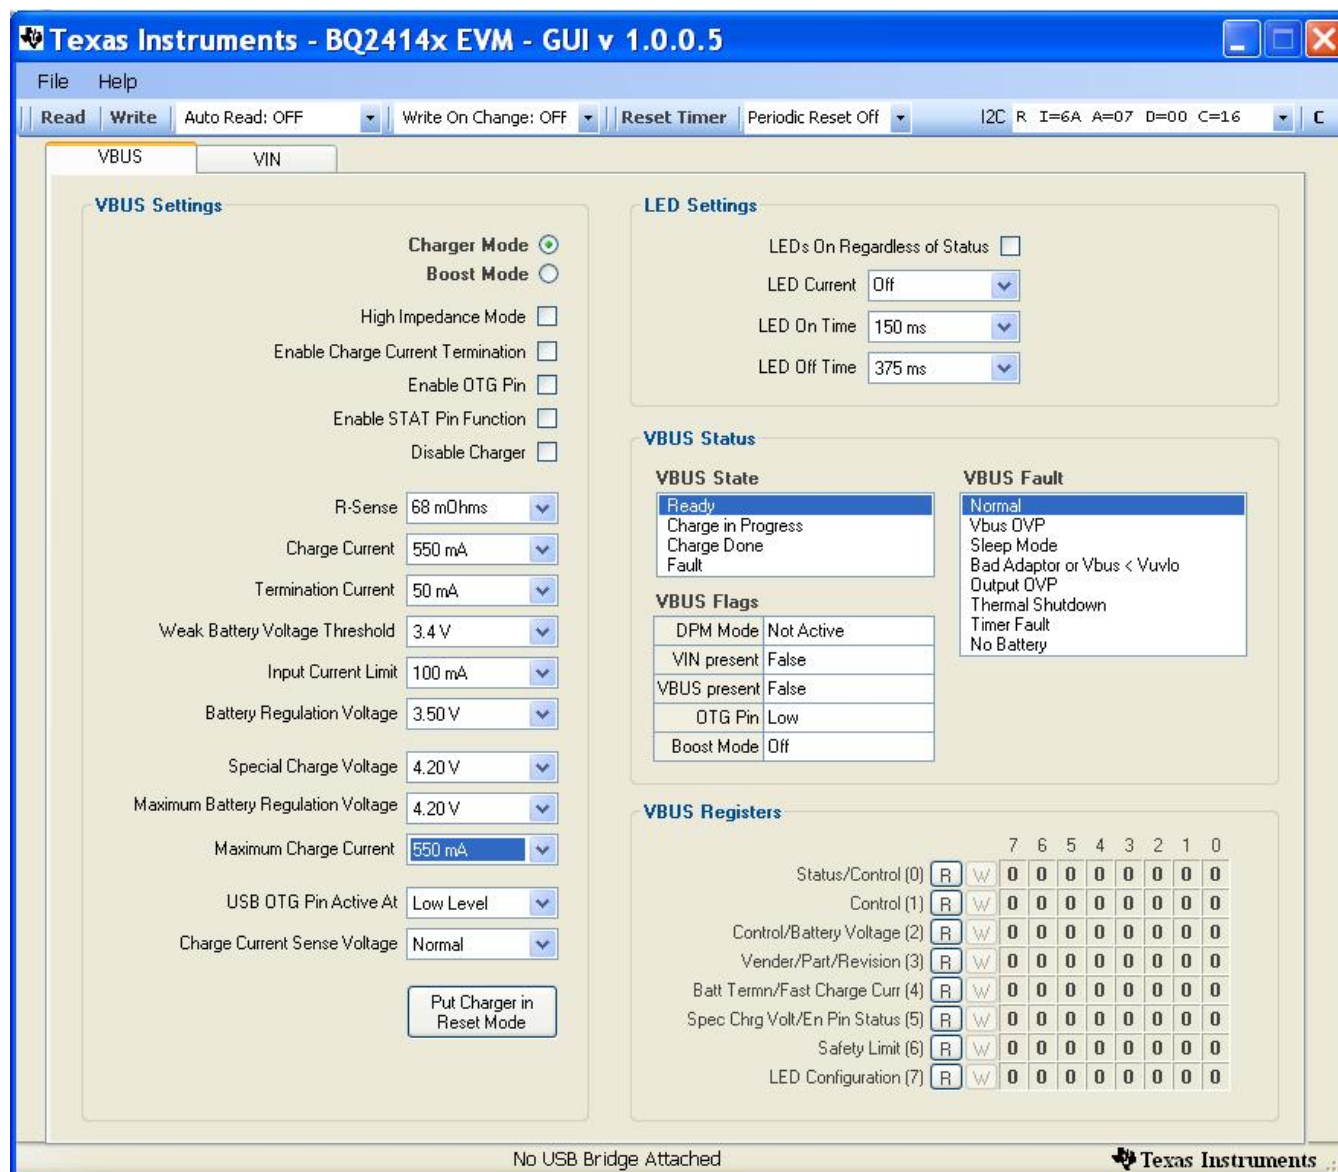 Texas Instruments - BQ2414x EVM - GUI v 1.0.0.5
File Help
Read Write Auto Read: OFF Write On Change: OFF Reset Timer Periodic Reset Off I2C R I=6A A=07 D=00 C=16 C
VBUS VIN
VBUS Settings
Charger Mode
Boost Mode
High Impedance Mode
Enable Charge Current Termination
Enable OTG Pin
Enable STAT Pin Function
Disable Charger
R-Sense 68 mOhms
Charge Current 550 mA
Termination Current 50 mA
Weak Battery Voltage Threshold 3.4 V
Input Current Limit 100 mA
Battery Regulation Voltage 3.50 V
Special Charge Voltage 4.20 V
Maximum Battery Regulation Voltage 4.20 V
Maximum Charge Current 550 mA
USB OTG Pin Active At Low Level
Charge Current Sense Voltage Normal
Put Charger in
Reset Mode
LED Settings
LEDs On Regardless of Status
LED Current Off
LED On Time 150 ms
LED Off Time 375 ms
VBUS Status
VBUS State
Ready
Charge in Progress
Charge Done
Fault
VBUS Fault
Normal
Vbus OVP
Sleep Mode
Bad Adaptor or Vbus < Vuvlo
Output OVP
Thermal Shutdown
Timer Fault
No Battery
VBUS Flags
DPM Mode Not Active
VIN present False
VBUS present False
OTG Pin Low
Boost Mode Off
VBUS Registers
7 6 5 4 3 2 1 0
Status/Control (0) R W 0 0 0 0 0 0 0 0
Control (1) R W 0 0 0 0 0 0 0 0
Control/Battery Voltage (2) R W 0 0 0 0 0 0 0 0
Vender/Part/Revision (3) R W 0 0 0 0 0 0 0 0
Batt Termn/Fast Charge Curr (4) R W 0 0 0 0 0 0 0 0
Spec Chrg Volt/En Pin Status (5) R W 0 0 0 0 0 0 0 0
Safety Limit (6) R W 0 0 0 0 0 0 0 0
LED Configuration (7) R W 0 0 0 0 0 0 0 0
No USB Bridge Attached
Texas Instruments